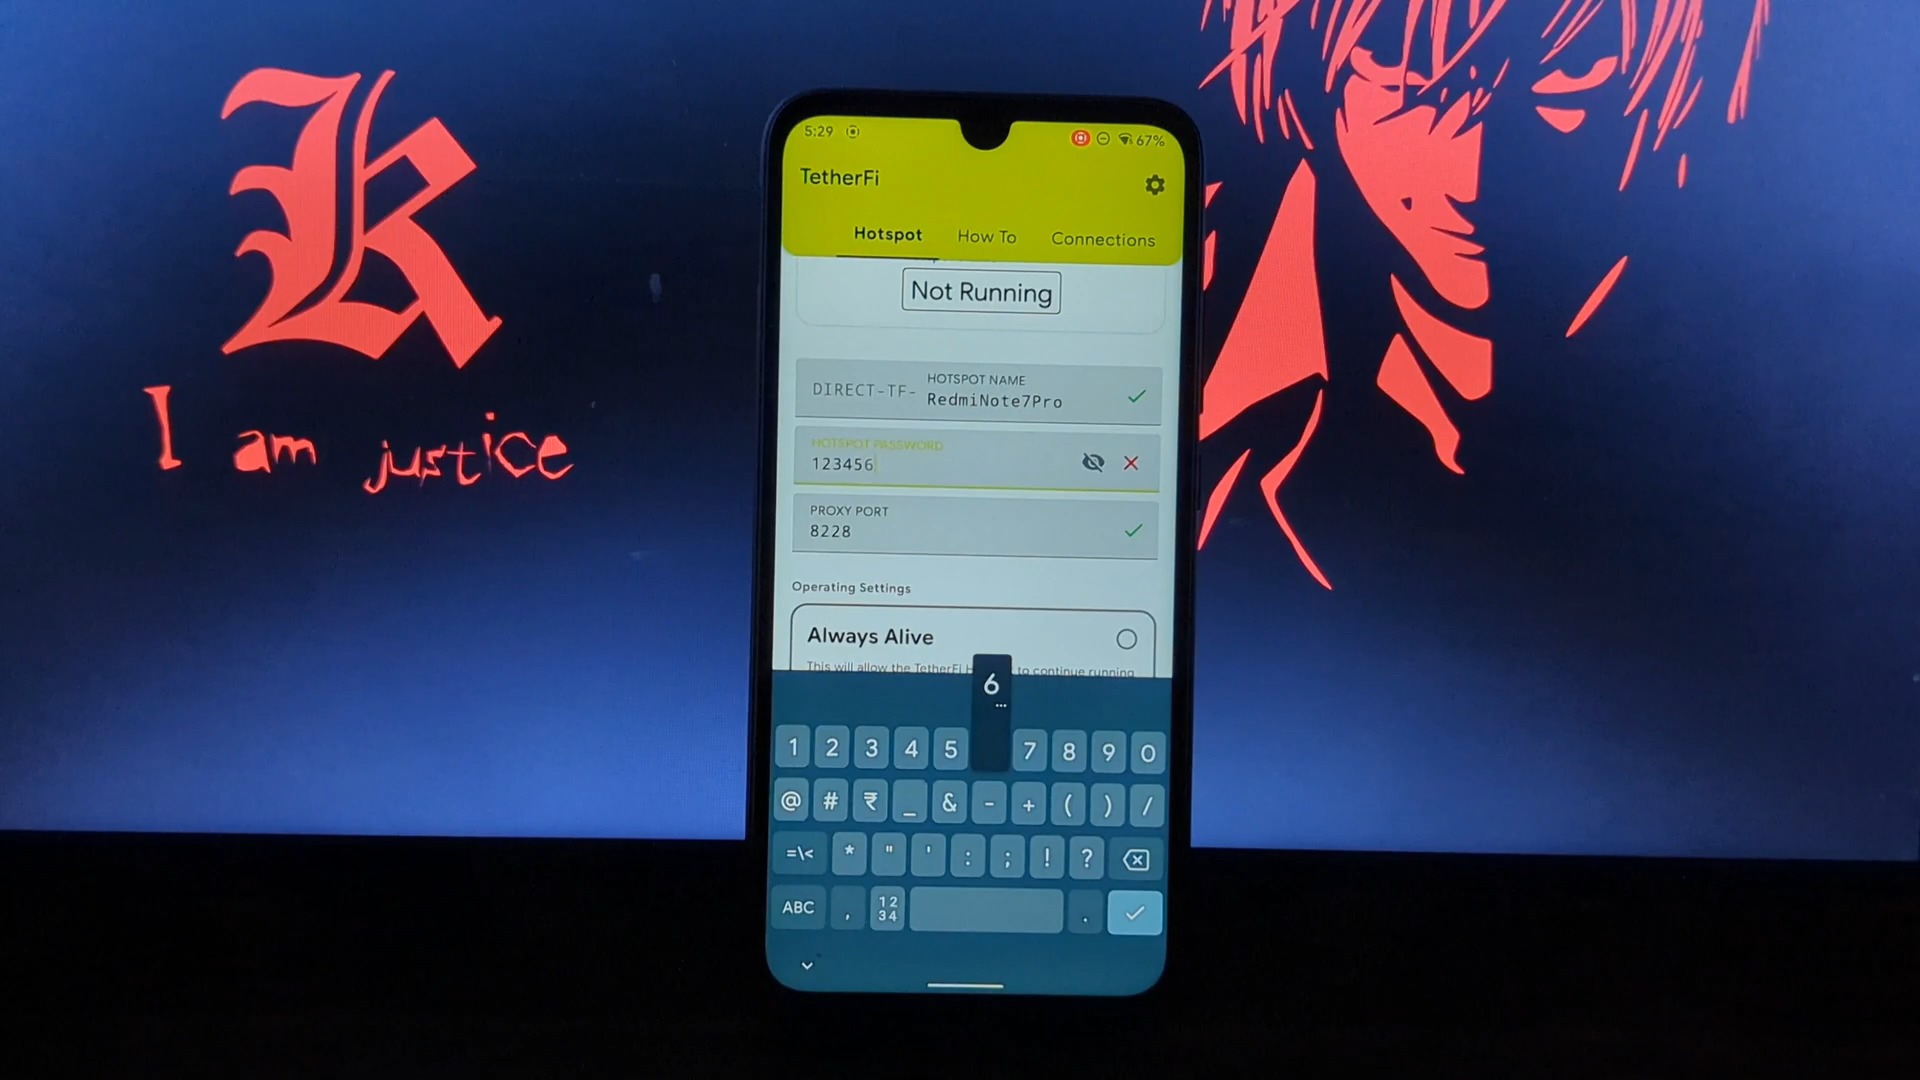 K
I am justice
5:29
67%
TetherFi
Hotspot
How To
Connections
Not Running
DIRECT-TF-
HOTSPOT NAME
RedmiNote7Pro
HOTSPOT PASSWORD
123456
PROXY PORT
8228
Operating Settings
Always Alive
This will allow the TetherFi to continue running
6
...
1 2 3 4 5 7 8 9 0
@ # ₹ _ & - + ( ) /
=\< * " ' : ; ! ?
ABC , 12 .
34